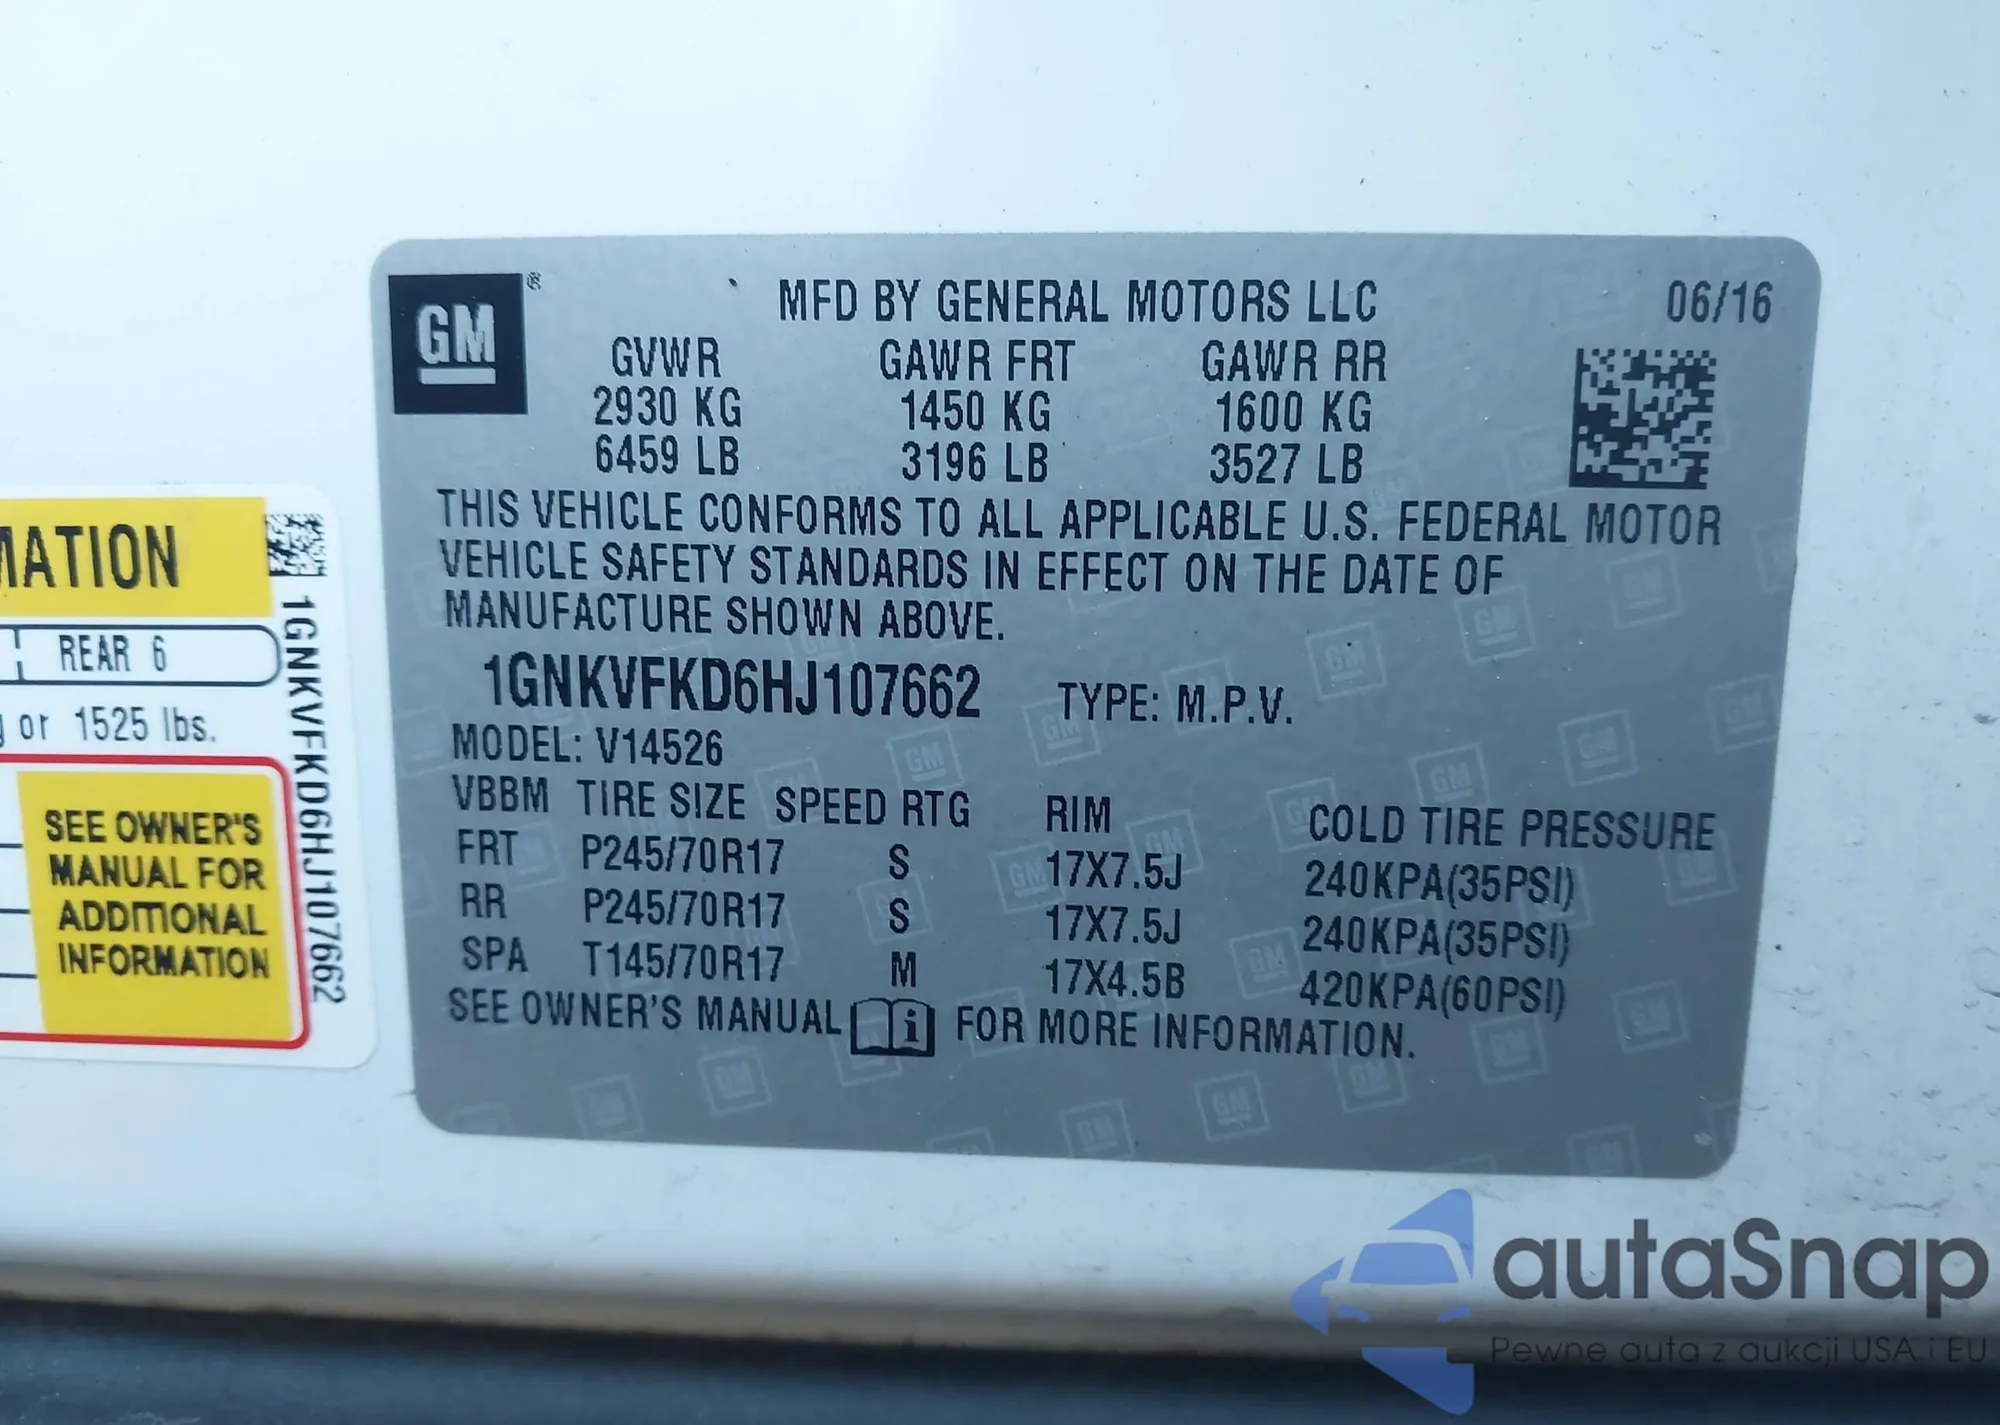 GM ®
MFD BY GENERAL MOTORS LLC 06/16
GVWR GAWR FRT GAWR RR
2930 KG 1450 KG 1600 KG
6459 LB 3196 LB 3527 LB
THIS VEHICLE CONFORMS TO ALL APPLICABLE U.S. FEDERAL MOTOR
VEHICLE SAFETY STANDARDS IN EFFECT ON THE DATE OF
MANUFACTURE SHOWN ABOVE.
1GNKVFKD6HJ107662 TYPE: M.P.V.
MODEL: V14526
VBBM TIRE SIZE SPEED RTG RIM COLD TIRE PRESSURE
FRT P245/70R17 S 17X7.5J 240KPA(35PSI)
RR P245/70R17 S 17X7.5J 240KPA(35PSI)
SPA T145/70R17 M 17X4.5B 420KPA(60PSI)
SEE OWNER'S MANUAL i FOR MORE INFORMATION.
MATION
REAR 6
g or 1525 lbs.
SEE OWNER'S
MANUAL FOR
ADDITIONAL
INFORMATION
1GNKVFKD6HJ107662
autaSnap
Pewne auta z aukcji USA i EU